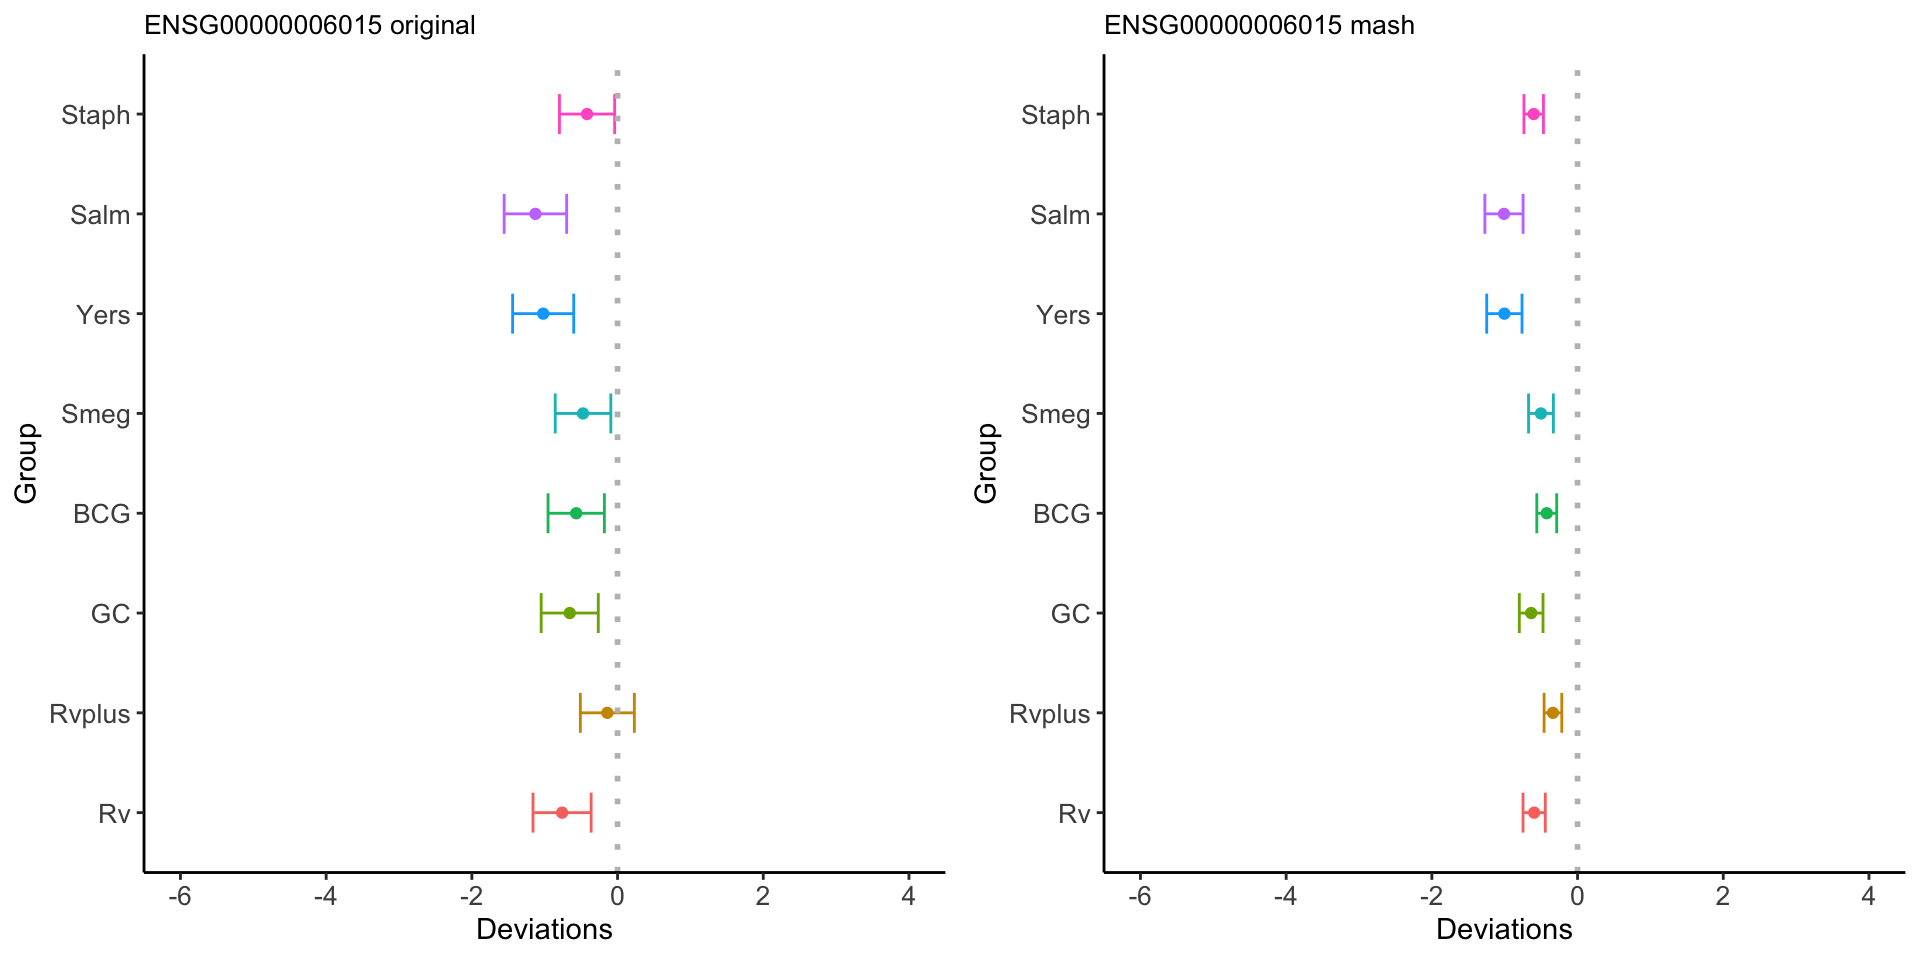 ENSG00000006015 original
Group
Staph
Salm
Yers
Smeg
BCG
GC
Rvplus
Rv
-6 -4 -2 0 2 4
Deviations
ENSG00000006015 mash
Group
Staph
Salm
Yers
Smeg
BCG
GC
Rvplus
Rv
-6 -4 -2 0 2 4
Deviations